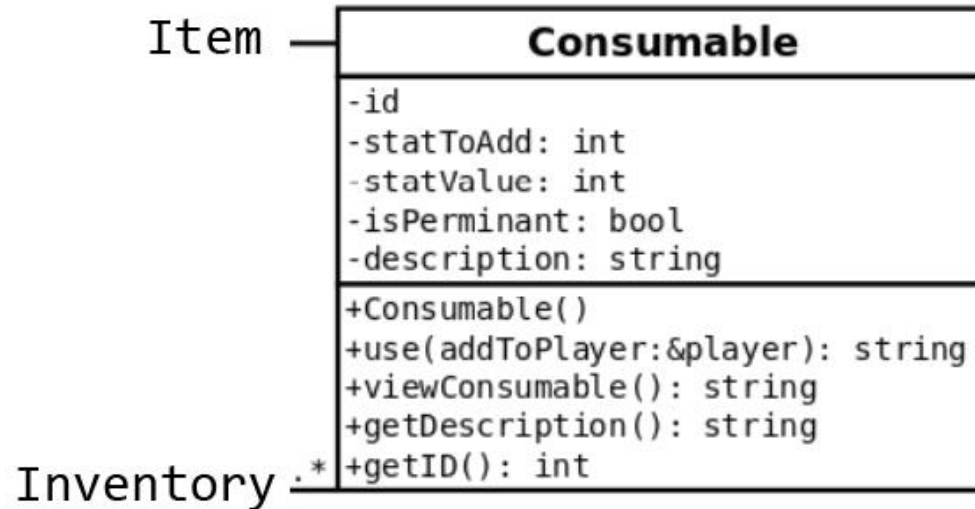 Item
Consumable
-id
-statToAdd: int
-statValue: int
-isPerminant: bool
-description: string
+Consumable()
+use(addToPlayer:&player): string
+viewConsumable(): string
+getDescription(): string
+getID(): int
Inventory .*